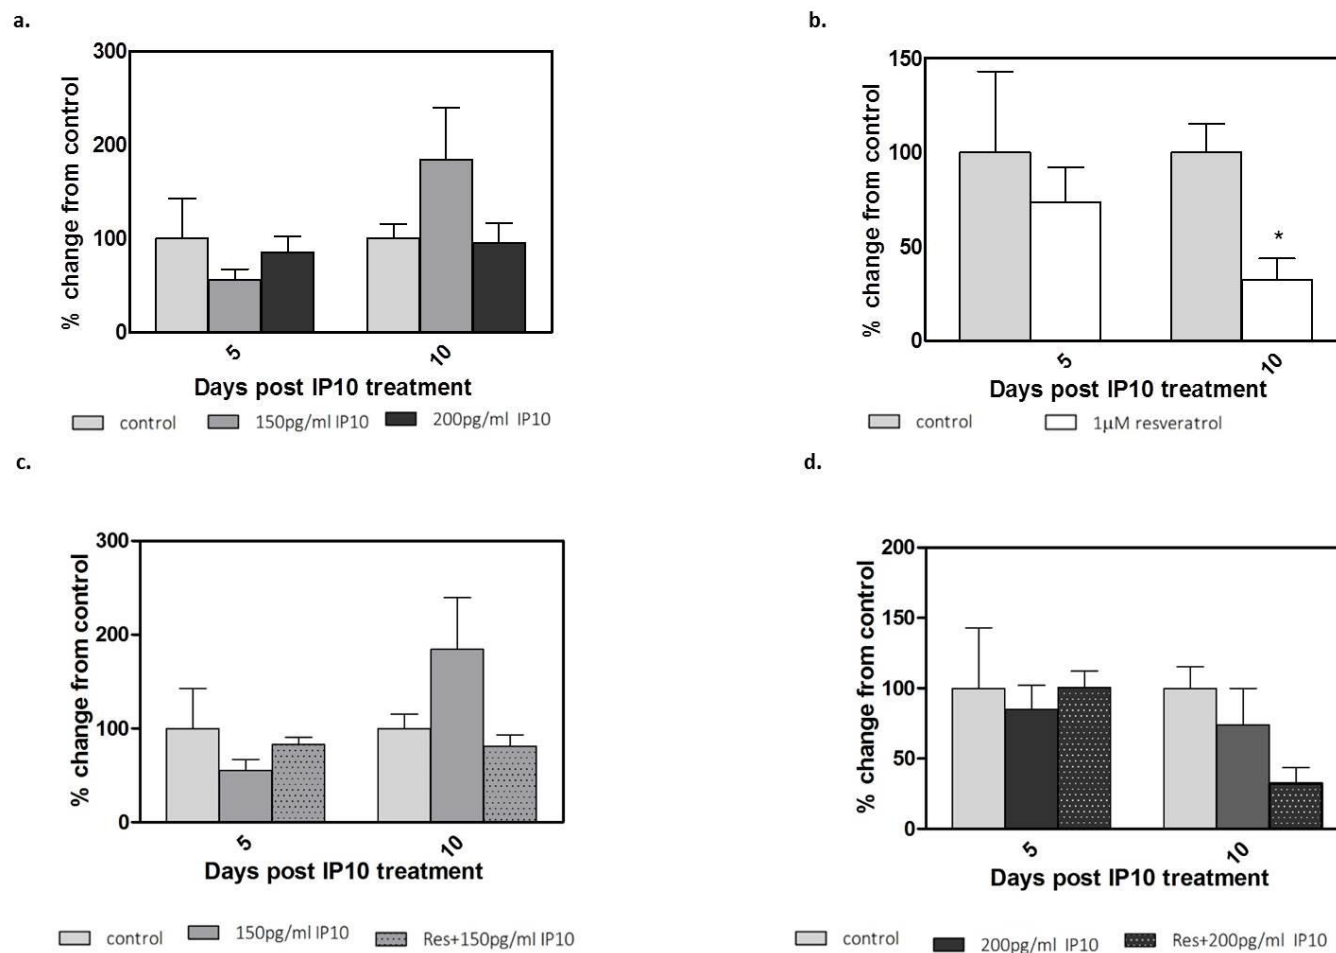 a.
% change from control
300
200
100
0
5
10
Days post IP10 treatment
control
150pg/ml IP10
200pg/ml IP10
b.
% change from control
150
100
50
0
*
5
10
Days post IP10 treatment
control
1µM resveratrol
c.
% change from control
300
200
100
0
5
10
Days post IP10 treatment
control
150pg/ml IP10
Res+150pg/ml IP10
d.
% change from control
200
150
100
50
0
5
10
Days post IP10 treatment
control
200pg/ml IP10
Res+200pg/ml IP10